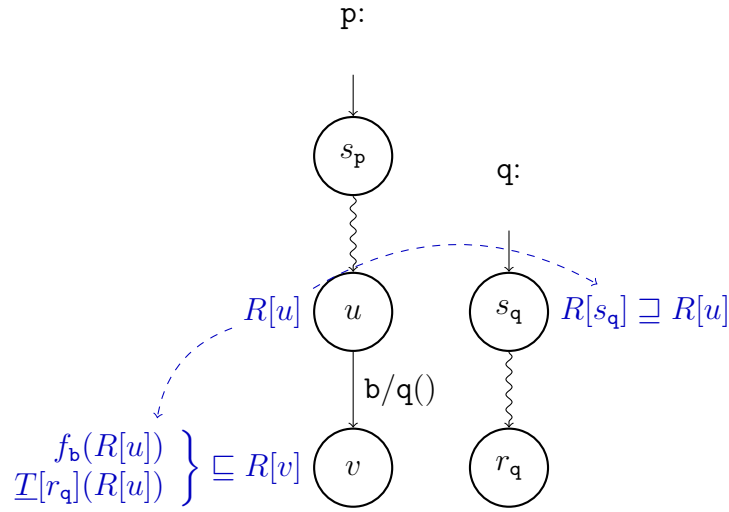 p:
s_p
q:
R[u]
u
s_q
R[s_q] ⊒ R[u]
b/q()
f_b(R[u])
T[r_q](R[u])
} ⊑ R[v]
v
r_q